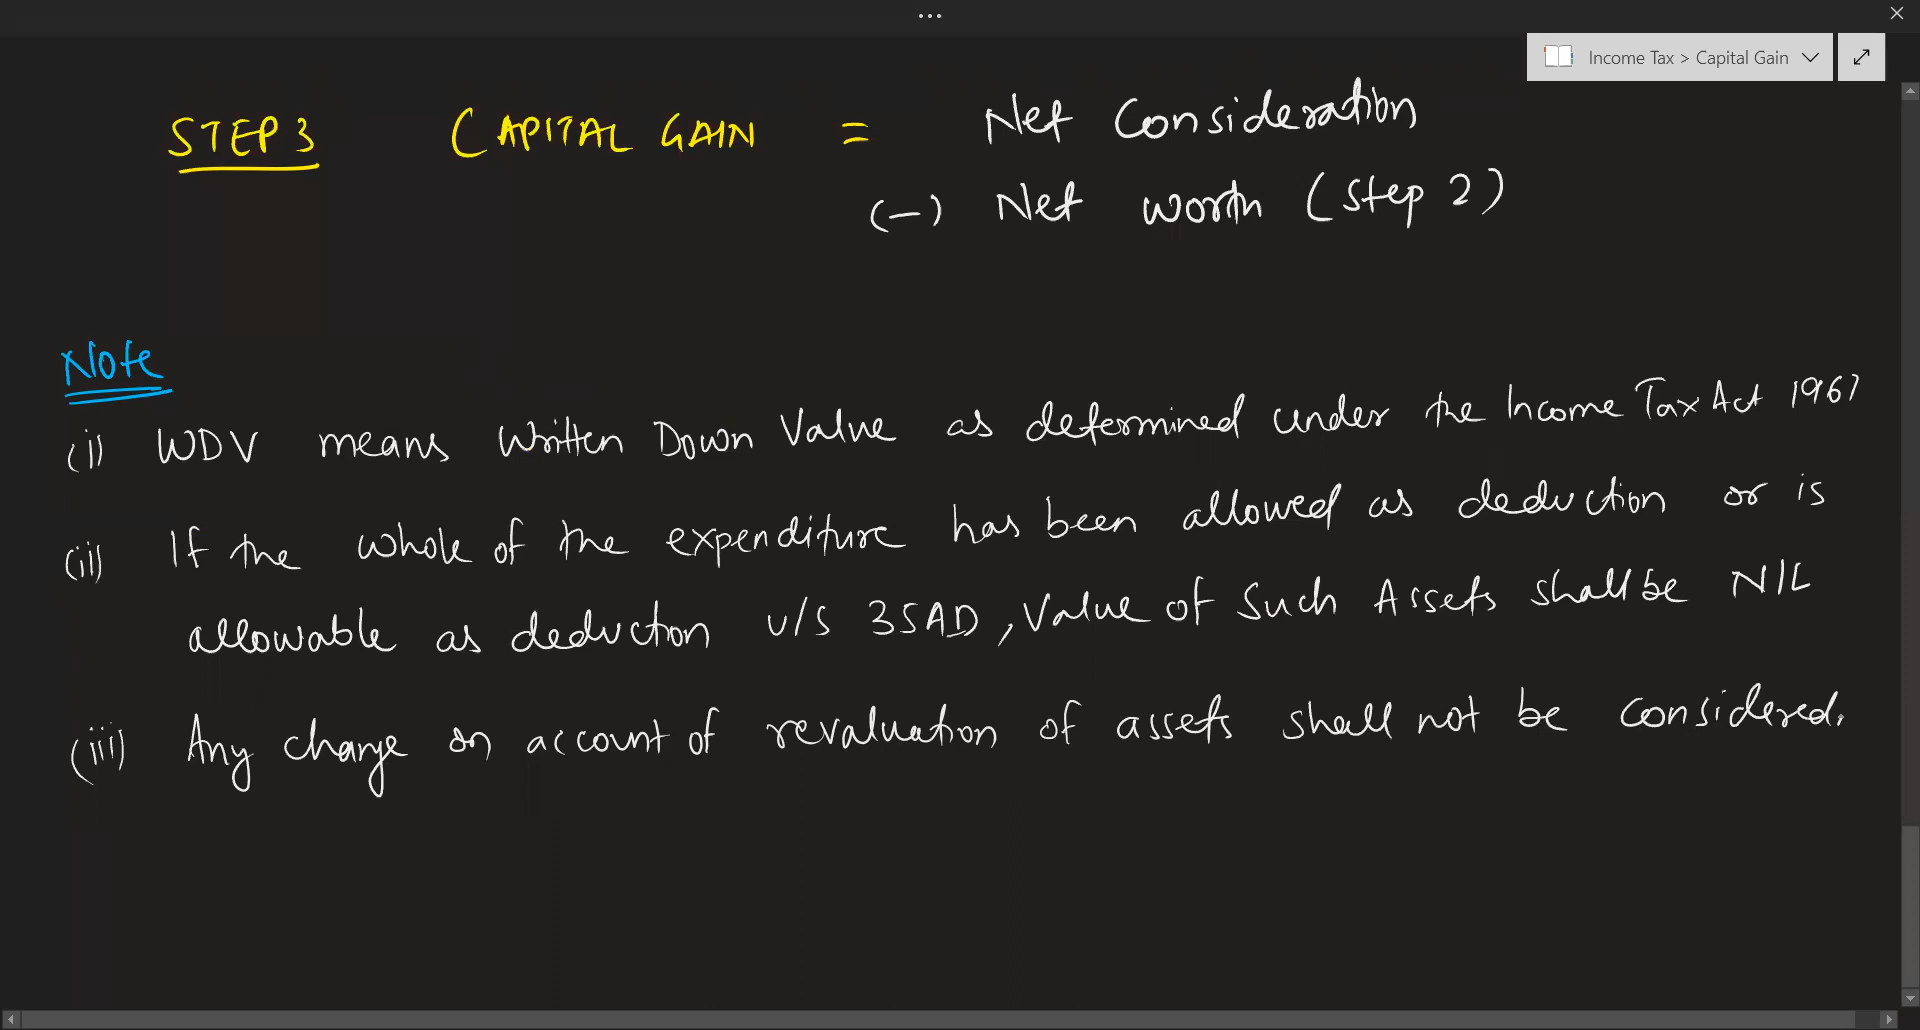 Income Tax > Capital Gain
STEP 3 CAPITAL GAIN = Net Consideration
(-) Net worth (Step 2)
Note
(i) WDV means Written Down Value as determined under the Income Tax Act 1961
(ii) If the whole of the expenditure has been allowed as deduction or is
allowable as deduction u/s 35AD, Value of Such Assets shall be NIL
(iii) Any change on account of revaluation of assets shall not be considered.